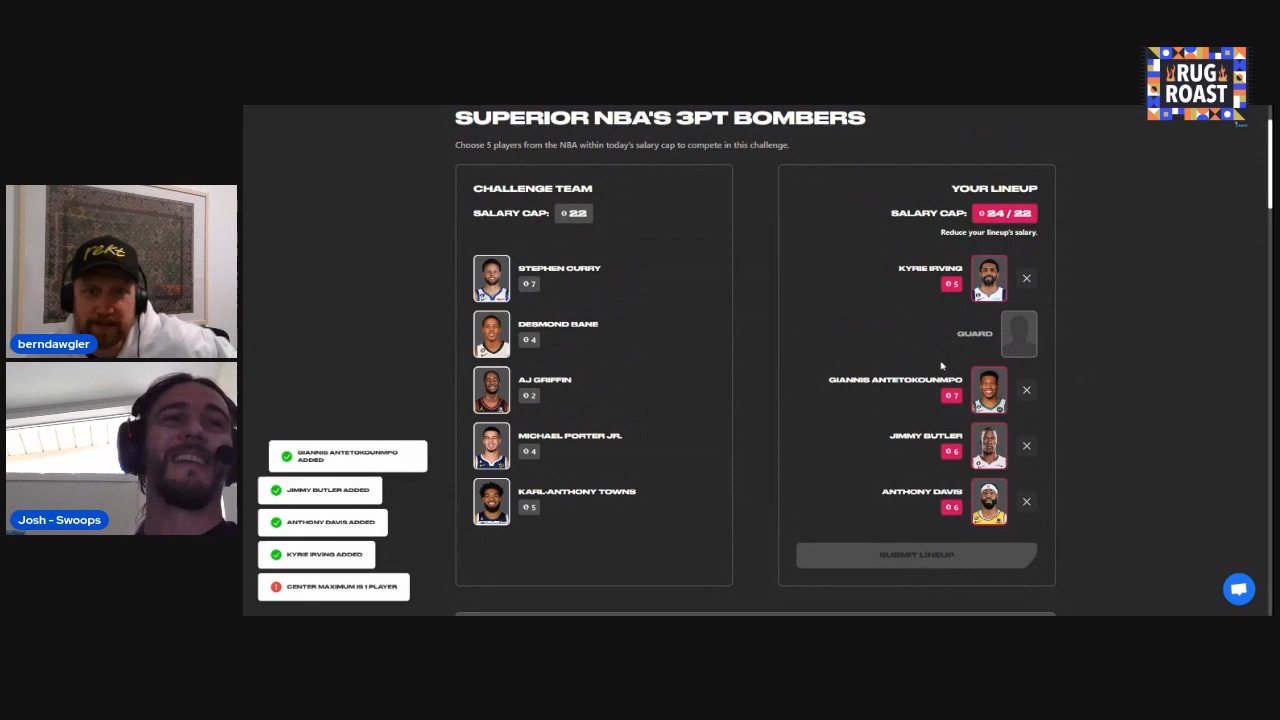 RUG
ROAST
SUPERIOR NBA'S 3PT BOMBERS
Choose 5 players from the NBA within today's salary cap to compete in this challenge.
CHALLENGE TEAM
SALARY CAP: 22
STEPHEN CURRY
7
DESMOND BANE
4
AJ GRIFFIN
2
MICHAEL PORTER JR.
4
KARL-ANTHONY TOWNS
5
YOUR LINEUP
SALARY CAP: 24 / 22
Reduce your lineup's salary.
KYRIE IRVING
5
GUARD
GIANNIS ANTETOKOUNMPO
7
JIMMY BUTLER
6
ANTHONY DAVIS
6
SUBMIT LINEUP
rekt
berndawgler
Josh - Swoops
GIANNIS ANTETOKOUNMPO
ADDED
JIMMY BUTLER ADDED
ANTHONY DAVIS ADDED
KYRIE IRVING ADDED
CENTER MAXIMUM IS 1 PLAYER